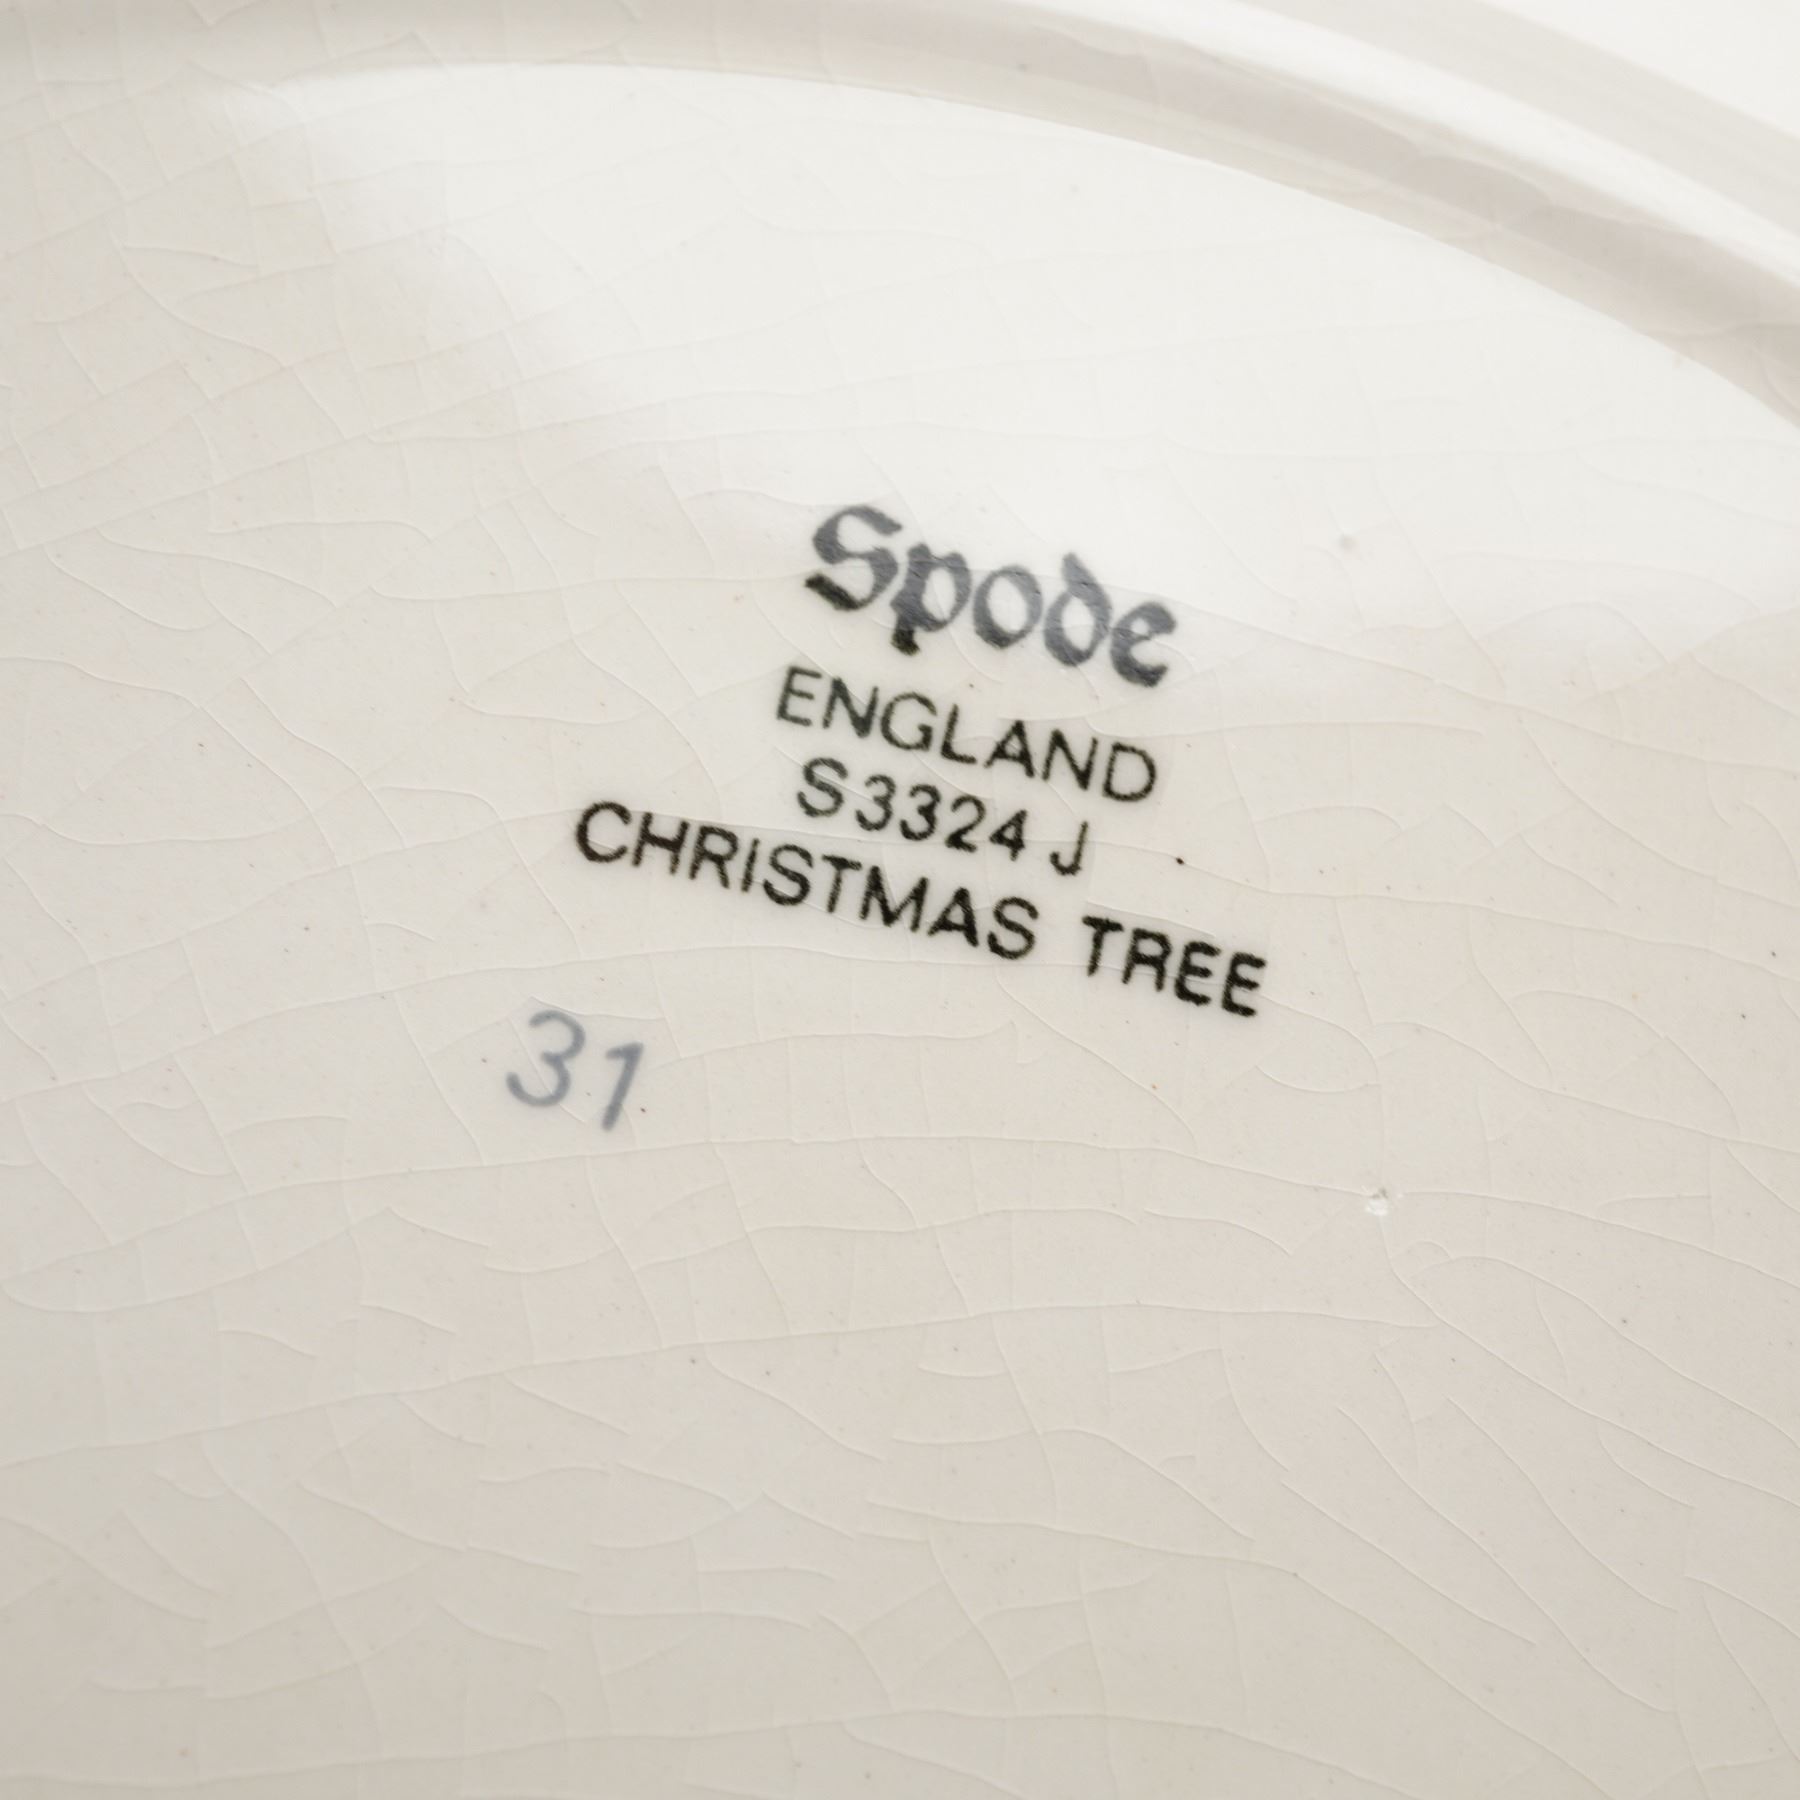 Spode
ENGLAND
S3324 J
CHRISTMAS TREE
31